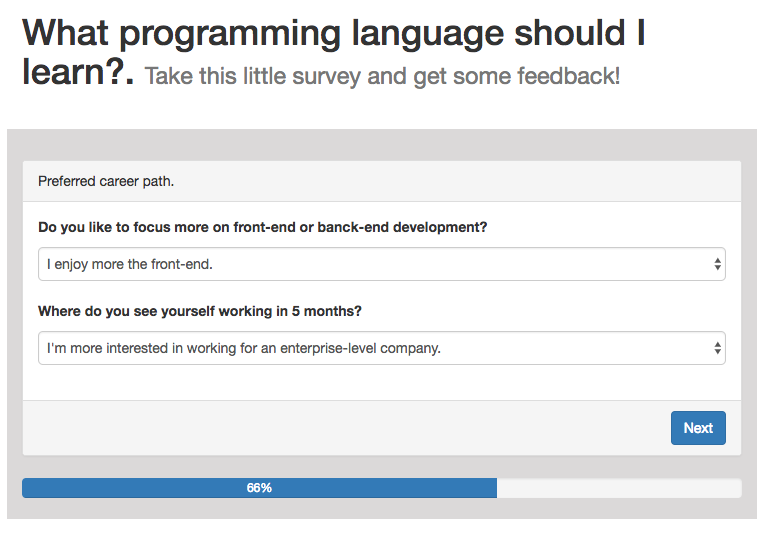 What programming language should I
learn?. Take this little survey and get some feedback!
Preferred career path.
Do you like to focus more on front-end or banck-end development?
I enjoy more the front-end.
Where do you see yourself working in 5 months?
I'm more interested in working for an enterprise-level company.
Next
66%